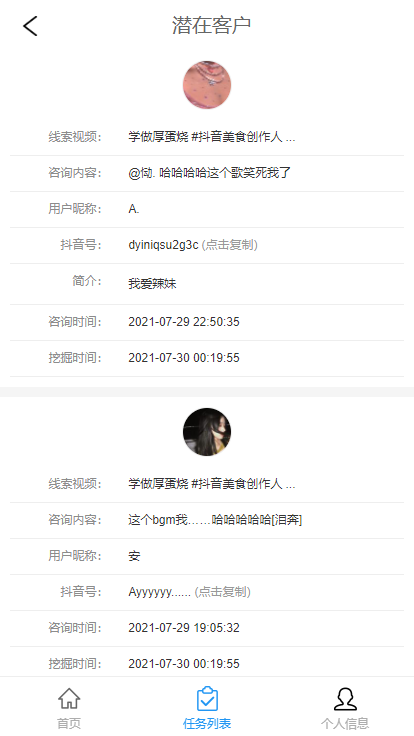 潜在客户
线索视频： 学做厚蛋烧 #抖音美食创作人 ...
咨询内容： @恸. 哈哈哈哈这个歌笑死我了
用户昵称： A.
抖音号： dyiniqsu2g3c (点击复制)
简介： 我爱辣妹
咨询时间： 2021-07-29 22:50:35
挖掘时间： 2021-07-30 00:19:55
线索视频： 学做厚蛋烧 #抖音美食创作人 ...
咨询内容： 这个bgm我……哈哈哈哈哈[泪奔]
用户昵称： 安
抖音号： Ayyyyyy...... (点击复制)
咨询时间： 2021-07-29 19:05:32
挖掘时间： 2021-07-30 00:19:55
首页 任务列表 个人信息